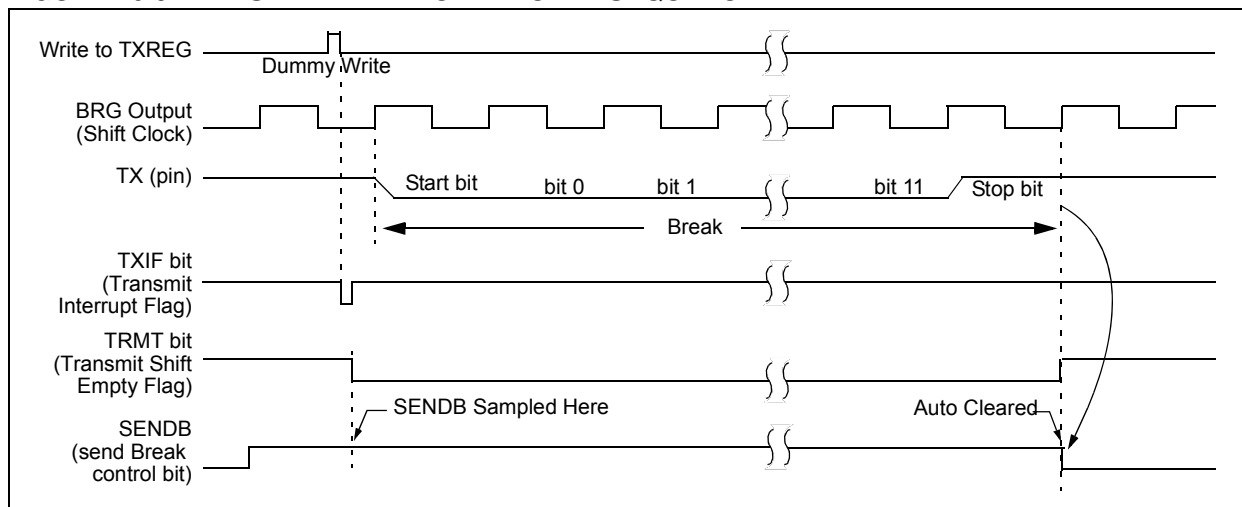 Write to TXREG
Dummy Write
BRG Output
(Shift Clock)
TX (pin)
Start bit
bit 0
bit 1
bit 11
Stop bit
Break
TXIF bit
(Transmit
Interrupt Flag)
TRMT bit
(Transmit Shift
Empty Flag)
SENDB Sampled Here
Auto Cleared
SENDB
(send Break
control bit)